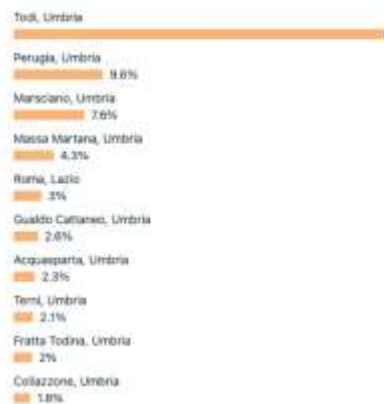 Todi, Umbria
Perugia, Umbria
9.6%
Marsciano, Umbria
7.6%
Massa Martana, Umbria
4.3%
Roma, Lazio
3%
Gualdo Cattaneo, Umbria
2.6%
Acquasparta, Umbria
2.3%
Terni, Umbria
2.1%
Fratta Todina, Umbria
2%
Collazzone, Umbria
1.8%